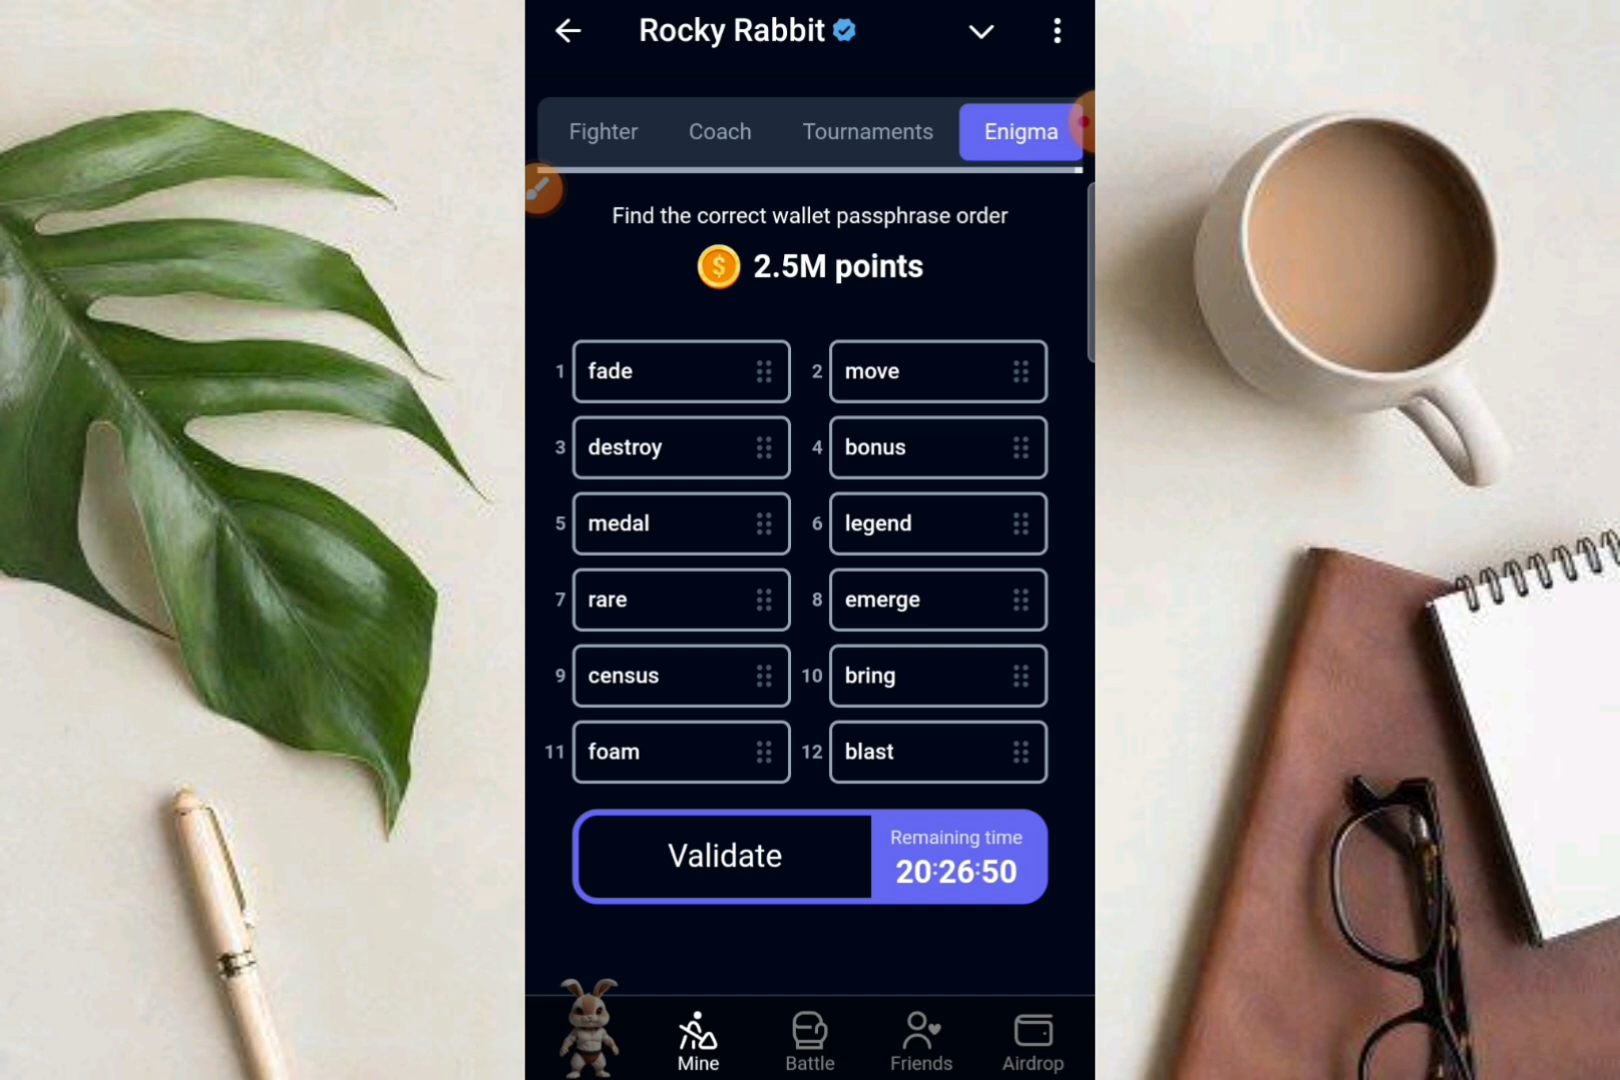 Rocky Rabbit
Fighter Coach Tournaments Enigma
Find the correct wallet passphrase order
$ 2.5M points
1 fade 2 move
3 destroy 4 bonus
5 medal 6 legend
7 rare 8 emerge
9 census 10 bring
11 foam 12 blast
Validate
Remaining time
20:26:50
Mine Battle Friends Airdrop